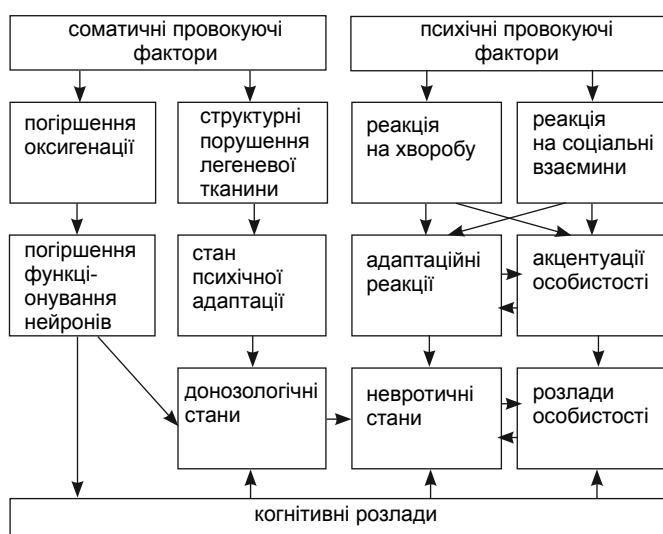 соматичні провокуючі
фактори
психічні провокуючі
фактори
погіршення
оксигенації
структурні
порушення
легеневої
тканини
реакція
на хворобу
реакція
на соціальні
взаємини
погіршення
функці-
онування
нейронів
стан
психічної
адаптації
адаптаційні
реакції
акцентуації
особистості
донозологічні
стани
невротичні
стани
розлади
особистості
когнітивні розлади